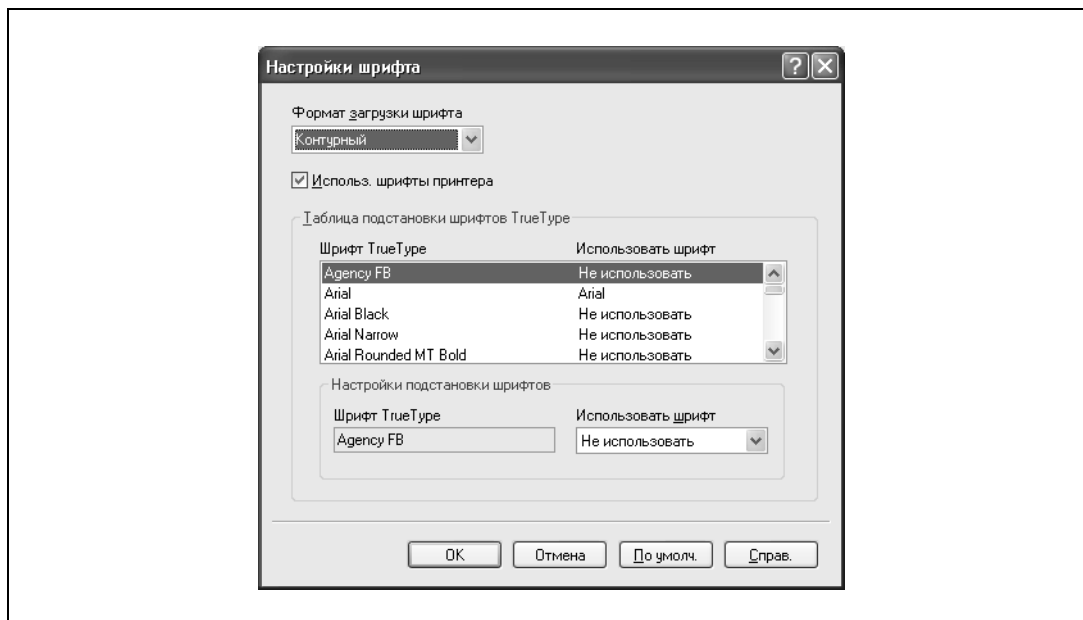 Настройки шрифта
Формат загрузки шрифта
Контурный
Использ. шрифты принтера
Таблица подстановки шрифтов TrueType
Шрифт TrueType Использовать шрифт
Agency FB Не использовать
Arial Arial
Arial Black Не использовать
Arial Narrow Не использовать
Arial Rounded MT Bold Не использовать
Настройки подстановки шрифтов
Шрифт TrueType Использовать шрифт
Agency FB Не использовать
OK Отмена По умолч. Справ.